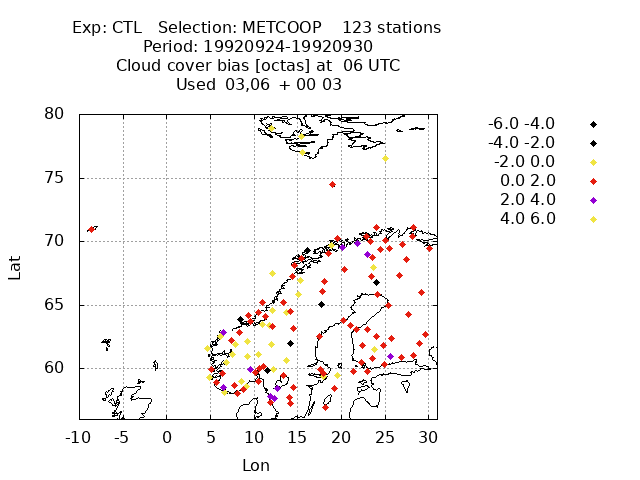 Exp: CTL   Selection: METCOOP    123 stations
Period: 19920924-19920930
Cloud cover bias [octas] at  06 UTC
Used  03,06  + 00 03
80
75
70
65
60
Lat
-10 -5 0 5 10 15 20 25 30
Lon
-6.0 -4.0
-4.0 -2.0
-2.0 0.0
0.0 2.0
2.0 4.0
4.0 6.0